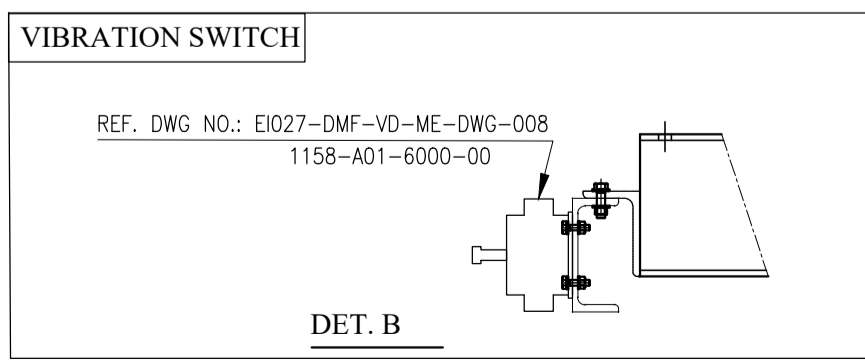 VIBRATION SWITCH
REF. DWG NO.: EI027-DMF-VD-ME-DWG-008
1158-A01-6000-00
DET. B